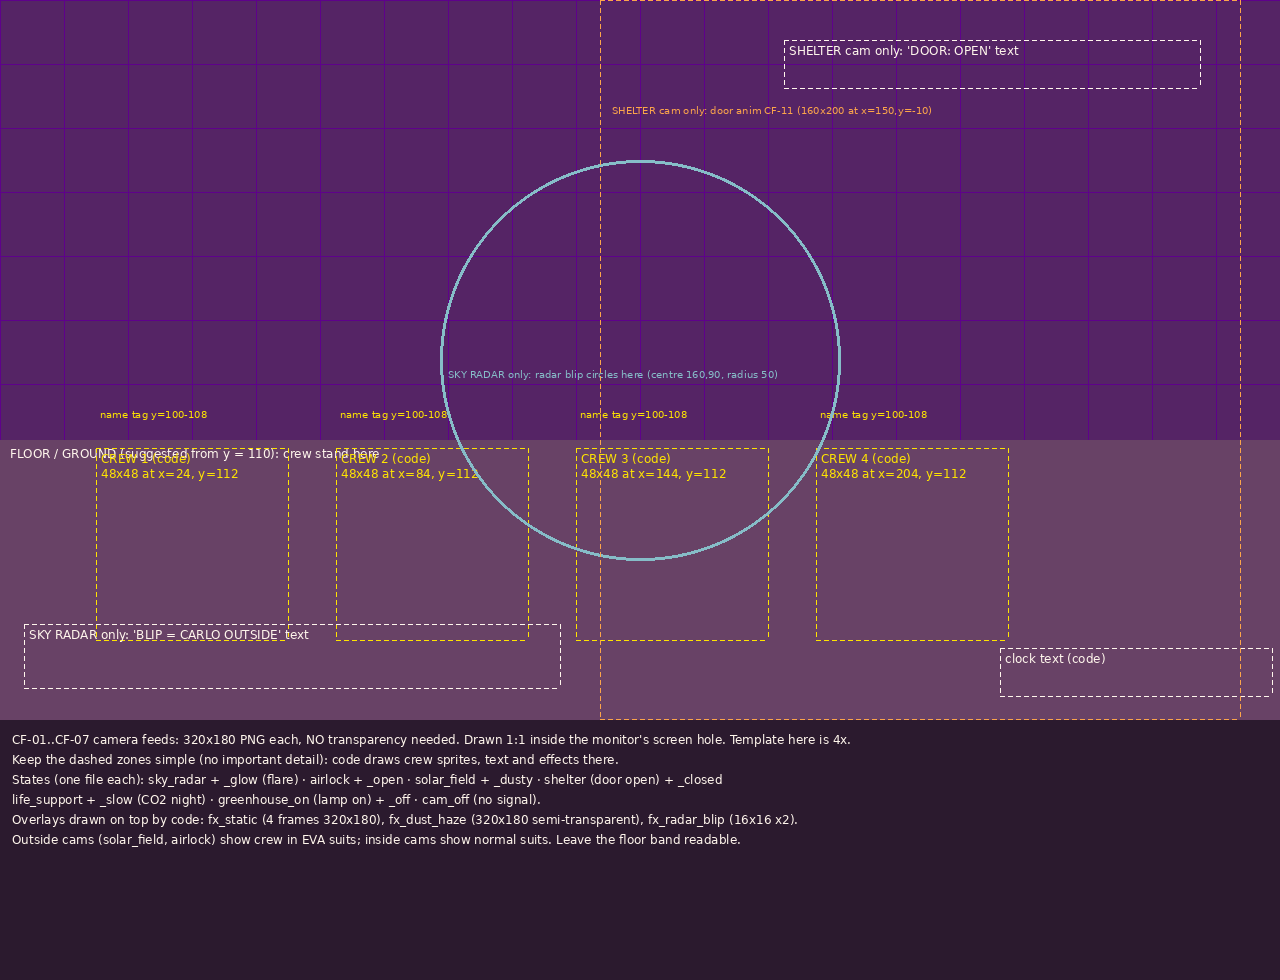 SHELTER cam only: 'DOOR: OPEN' text
SHELTER cam only: door anim CF-11 (160x200 at x=150,y=-10)
SKY RADAR only: radar blip circles here (centre 160,90, radius 50)
name tag y=100-108
name tag y=100-108
name tag y=100-108
name tag y=100-108
FLOOR / GROUND (suggested from y = 110): crew stand here
CREW 1 (code)
48x48 at x=24, y=112
CREW 2 (code)
48x48 at x=84, y=112
CREW 3 (code)
48x48 at x=144, y=112
CREW 4 (code)
48x48 at x=204, y=112
SKY RADAR only: 'BLIP = CARLO OUTSIDE' text
clock text (code)
CF-01..CF-07 camera feeds: 320x180 PNG each, NO transparency needed. Drawn 1:1 inside the monitor's screen hole. Template here is 4x.
Keep the dashed zones simple (no important detail): code draws crew sprites, text and effects there.
States (one file each): sky_radar + _glow (flare) · airlock + _open · solar_field + _dusty · shelter (door open) + _closed
life_support + _slow (CO2 night) · greenhouse_on (lamp on) + _off · cam_off (no signal).
Overlays drawn on top by code: fx_static (4 frames 320x180), fx_dust_haze (320x180 semi-transparent), fx_radar_blip (16x16 x2).
Outside cams (solar_field, airlock) show crew in EVA suits; inside cams show normal suits. Leave the floor band readable.